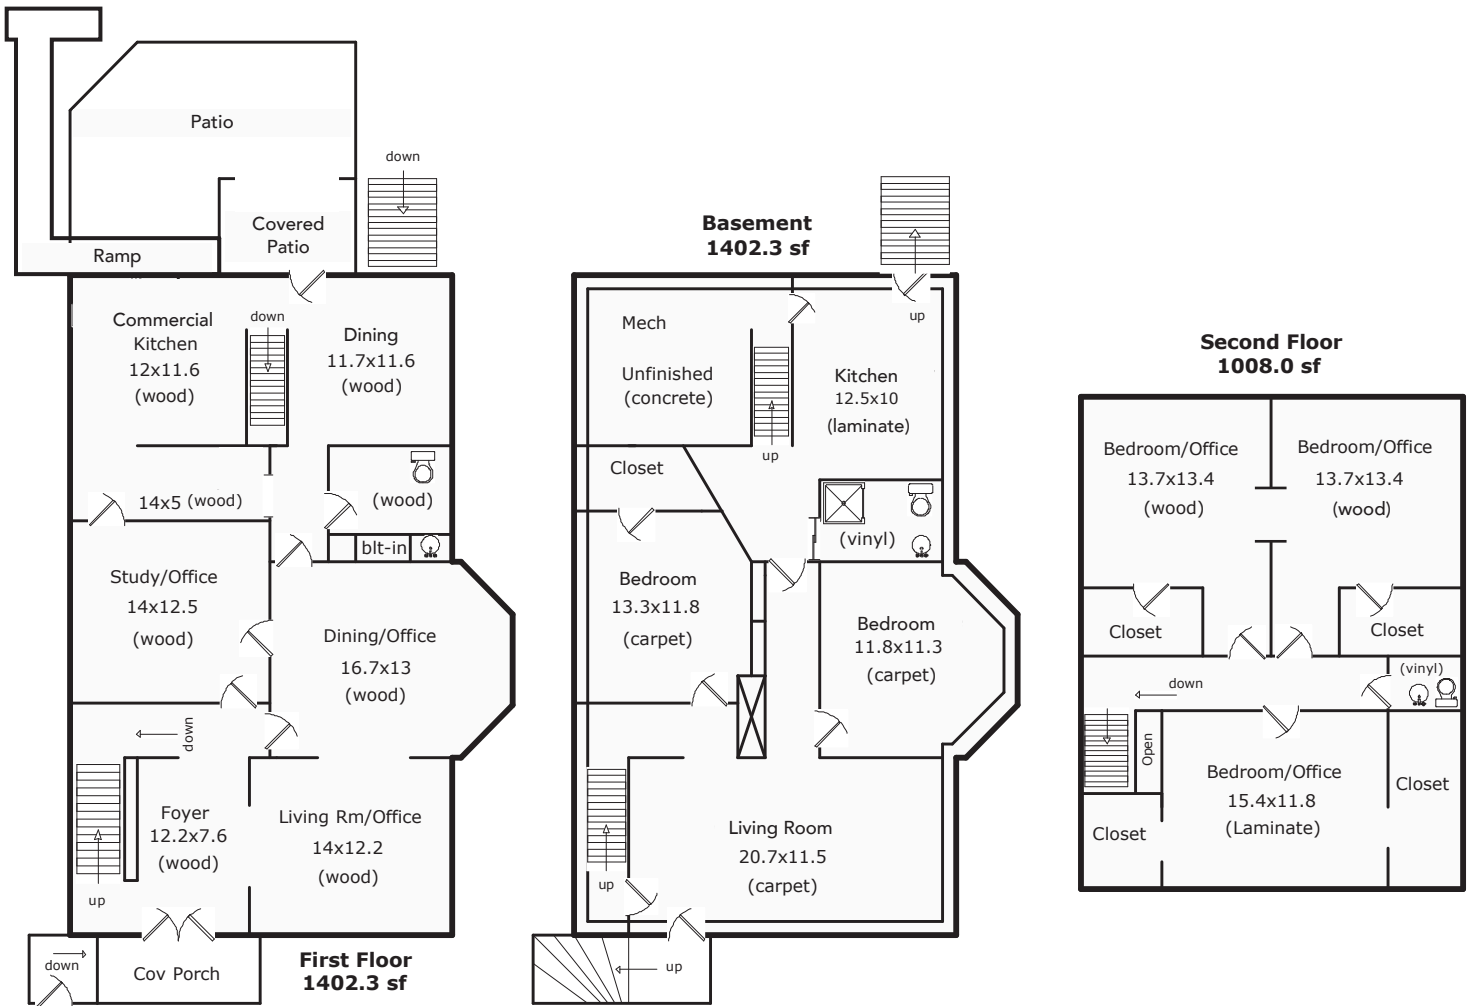 Patio
down
Covered
Patio
Ramp
Commercial
Kitchen
12x11.6
(wood)
down
Dining
11.7x11.6
(wood)
14x5 (wood)
(wood)
blt-in
Study/Office
14x12.5
(wood)
Dining/Office
16.7x13
(wood)
down
Foyer
12.2x7.6
(wood)
Living Rm/Office
14x12.2
(wood)
up
down
Cov Porch
First Floor
1402.3 sf
Basement
1402.3 sf
up
Mech
Unfinished
(concrete)
Kitchen
12.5x10
(laminate)
up
Closet
(vinyl)
Bedroom
13.3x11.8
(carpet)
Bedroom
11.8x11.3
(carpet)
Living Room
20.7x11.5
(carpet)
up
up
Second Floor
1008.0 sf
Bedroom/Office
13.7x13.4
(wood)
Bedroom/Office
13.7x13.4
(wood)
Closet
Closet
down
(vinyl)
Open
Bedroom/Office
15.4x11.8
(Laminate)
Closet
Closet